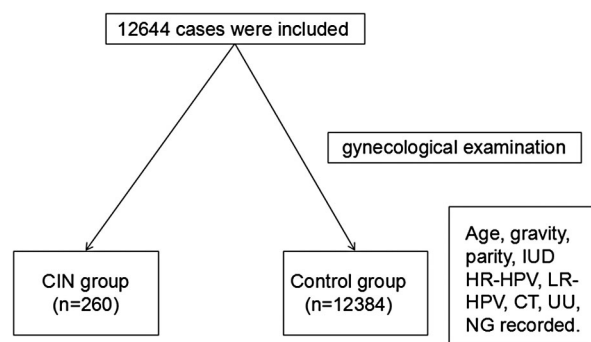 12644 cases were included
gynecological examination
CIN group
(n=260)
Control group
(n=12384)
Age, gravity,
parity, IUD
HR-HPV, LR-
HPV, CT, UU,
NG recorded.